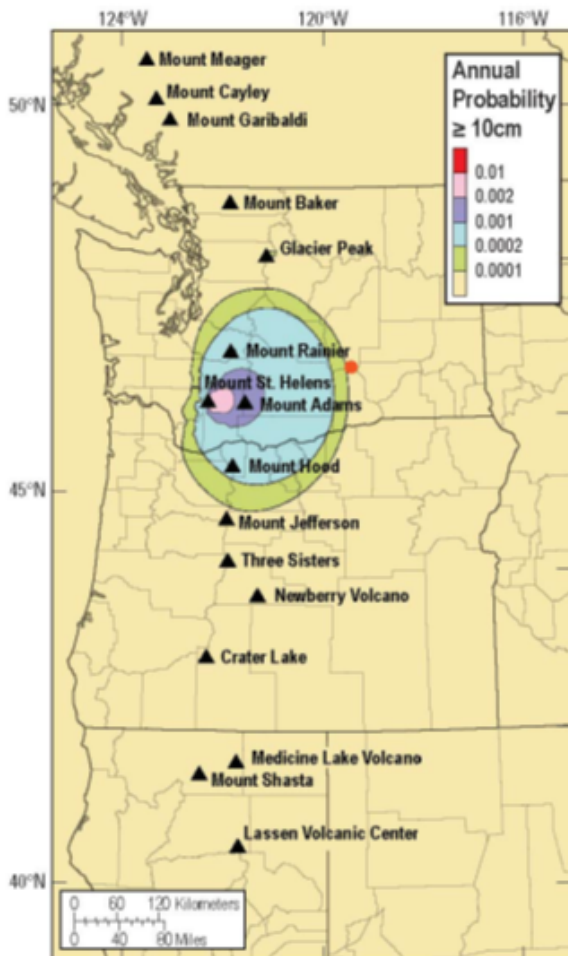 124°W 120°W 116°W
Mount Meager
Mount Cayley
50°N
Mount Garibaldi
Annual
Probability
≥ 10cm
0.01
0.002
0.001
0.0002
0.0001
Mount Baker
Glacier Peak
Mount Rainier
Mount St. Helens
Mount Adams
Mount Hood
45°N
Mount Jefferson
Three Sisters
Newberry Volcano
Crater Lake
Medicine Lake Volcano
Mount Shasta
Lassen Volcanic Center
40°N
0 60 120 Kilometers
0 40 80 Miles